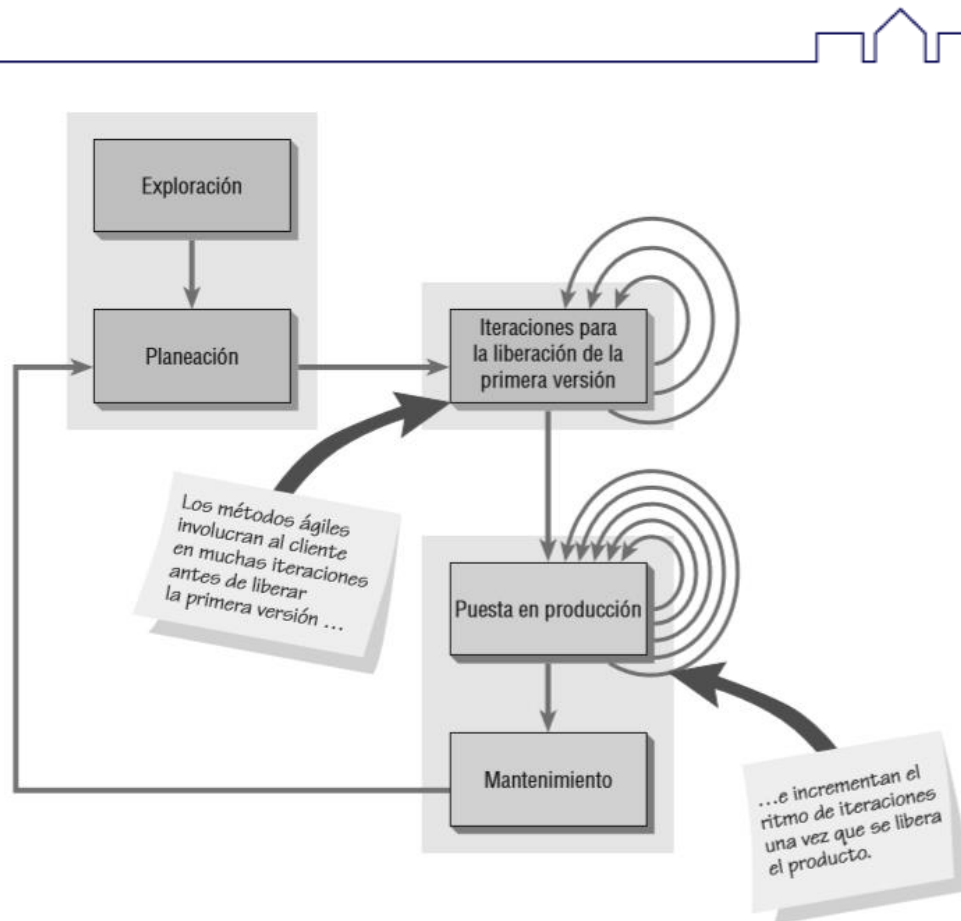 Exploración
Planeación
Iteraciones para
la liberación de la
primera versión
Los métodos ágiles
involucran al cliente
en muchas iteraciones
antes de liberar
la primera versión ...
Puesta en producción
Mantenimiento
...e incrementan el
ritmo de iteraciones
una vez que se libera
el producto.